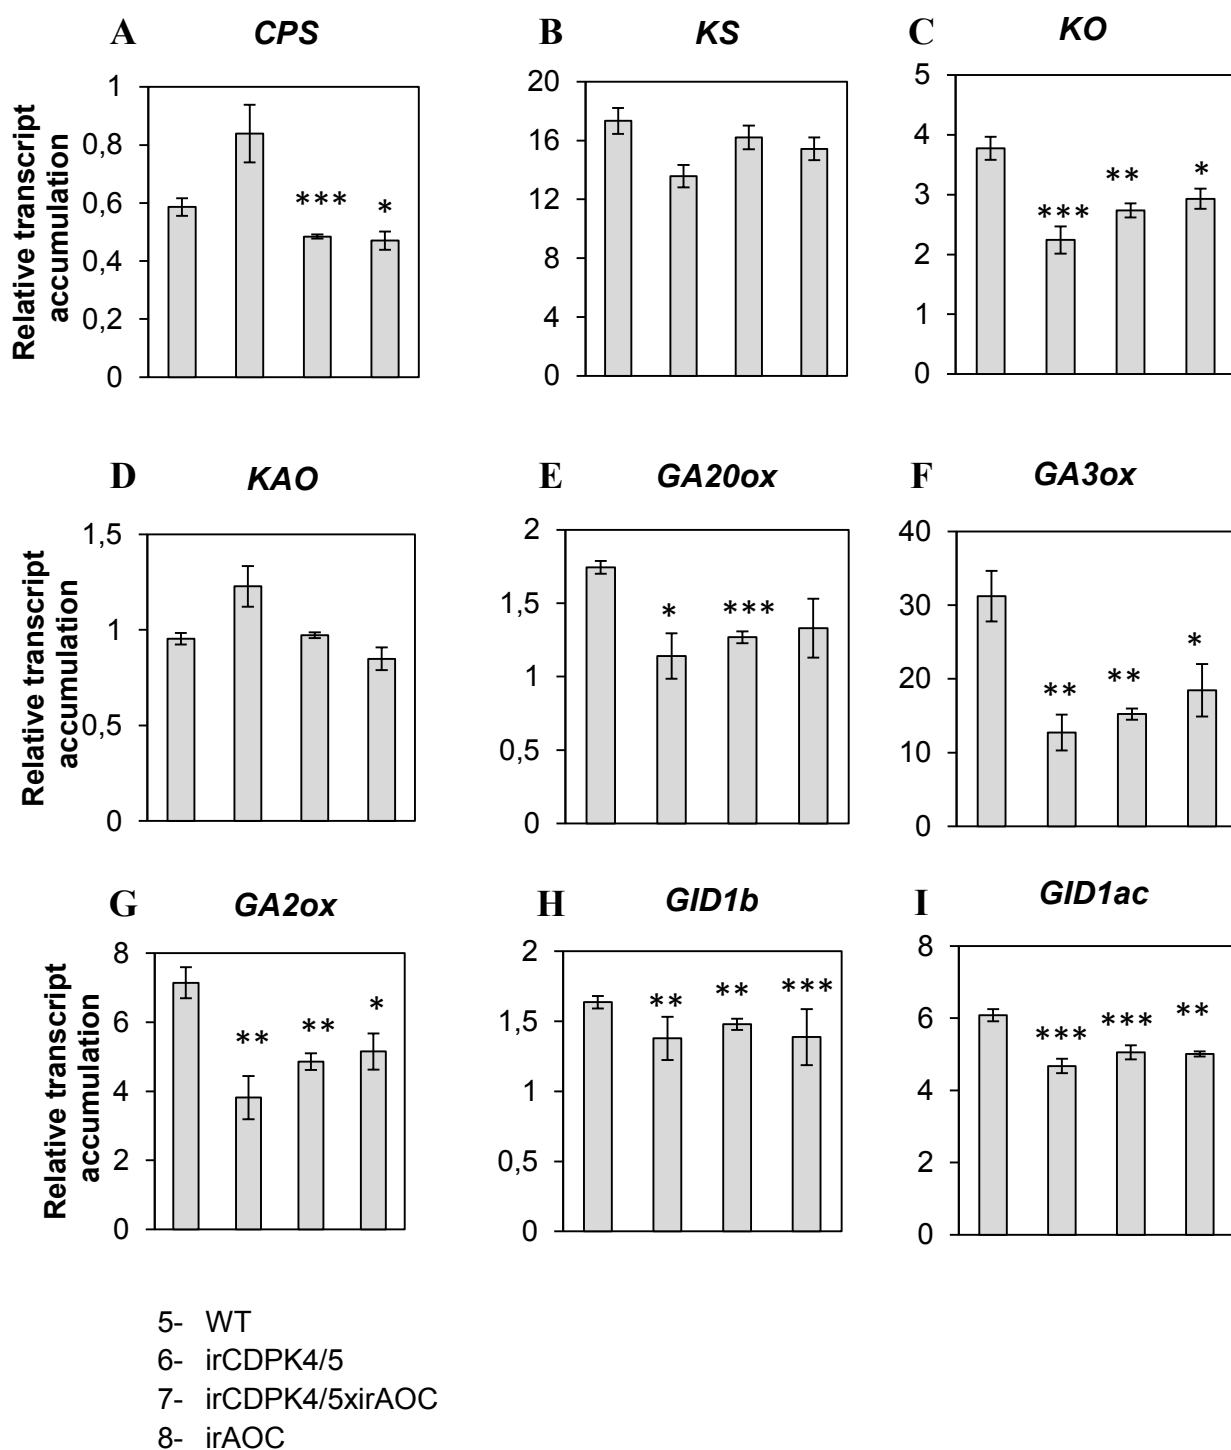 A CPS
B KS
C KO
Relative transcript
accumulation
1
0,8
0,6
0,4
0,2
0
*** *
20
16
12
8
4
0
5
4
3
2
1
0
*** ** *
D KAO
E GA20ox
F GA3ox
Relative transcript
accumulation
1,5
1
0,5
0
2
1,5
1
0,5
0
* ***
40
30
20
10
0
** ** *
G GA2ox
H GID1b
I GID1ac
Relative transcript
accumulation
8
6
4
2
0
** ** *
2
1,5
1
0,5
0
** ** ***
8
6
4
2
0
*** *** **
5- WT
6- irCDPK4/5
7- irCDPK4/5xirAOC
8- irAOC